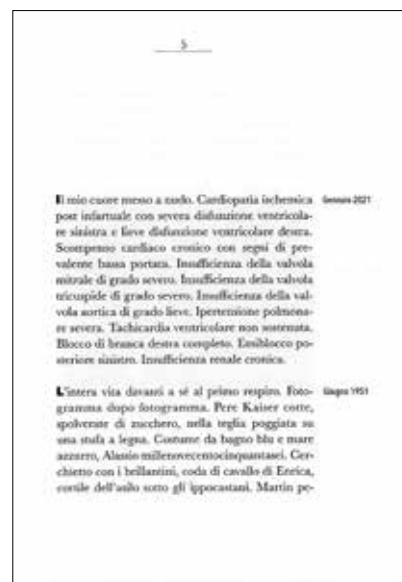 5
Il mio cuore messo a nudo. Cardiopatia ischemica
Gennaio 2021
post infartuale con severa disfunzione ventricola-
re sinistra e lieve disfunzione ventricolare destra.
Scompenso cardiaco cronico con segni di pre-
valente bassa portata. Insufficienza della valvola
mitrale di grado severo. Insufficienza della valvola
tricuspide di grado severo. Insufficienza della val-
vola aortica di grado lieve. Ipertensione polmona-
re severa. Tachicardia ventricolare non sostenuta.
Blocco di branca destra completo. Emiblocco po-
steriore sinistro. Insufficienza renale cronica.
L'intera vita davanti a sé al primo respiro. Foto-
Giugno 1951
gramma dopo fotogramma. Pere Kaiser cotte,
spolverate di zucchero, nella teglia poggiata su
una stufa a legna. Costume da bagno blu e mare
azzurro, Alassio millenovecentocinquantasei. Cer-
chietto con i brillantini, coda di cavallo di Enrica,
cortile dell'asilo sotto gli ippocastani. Martin pe-